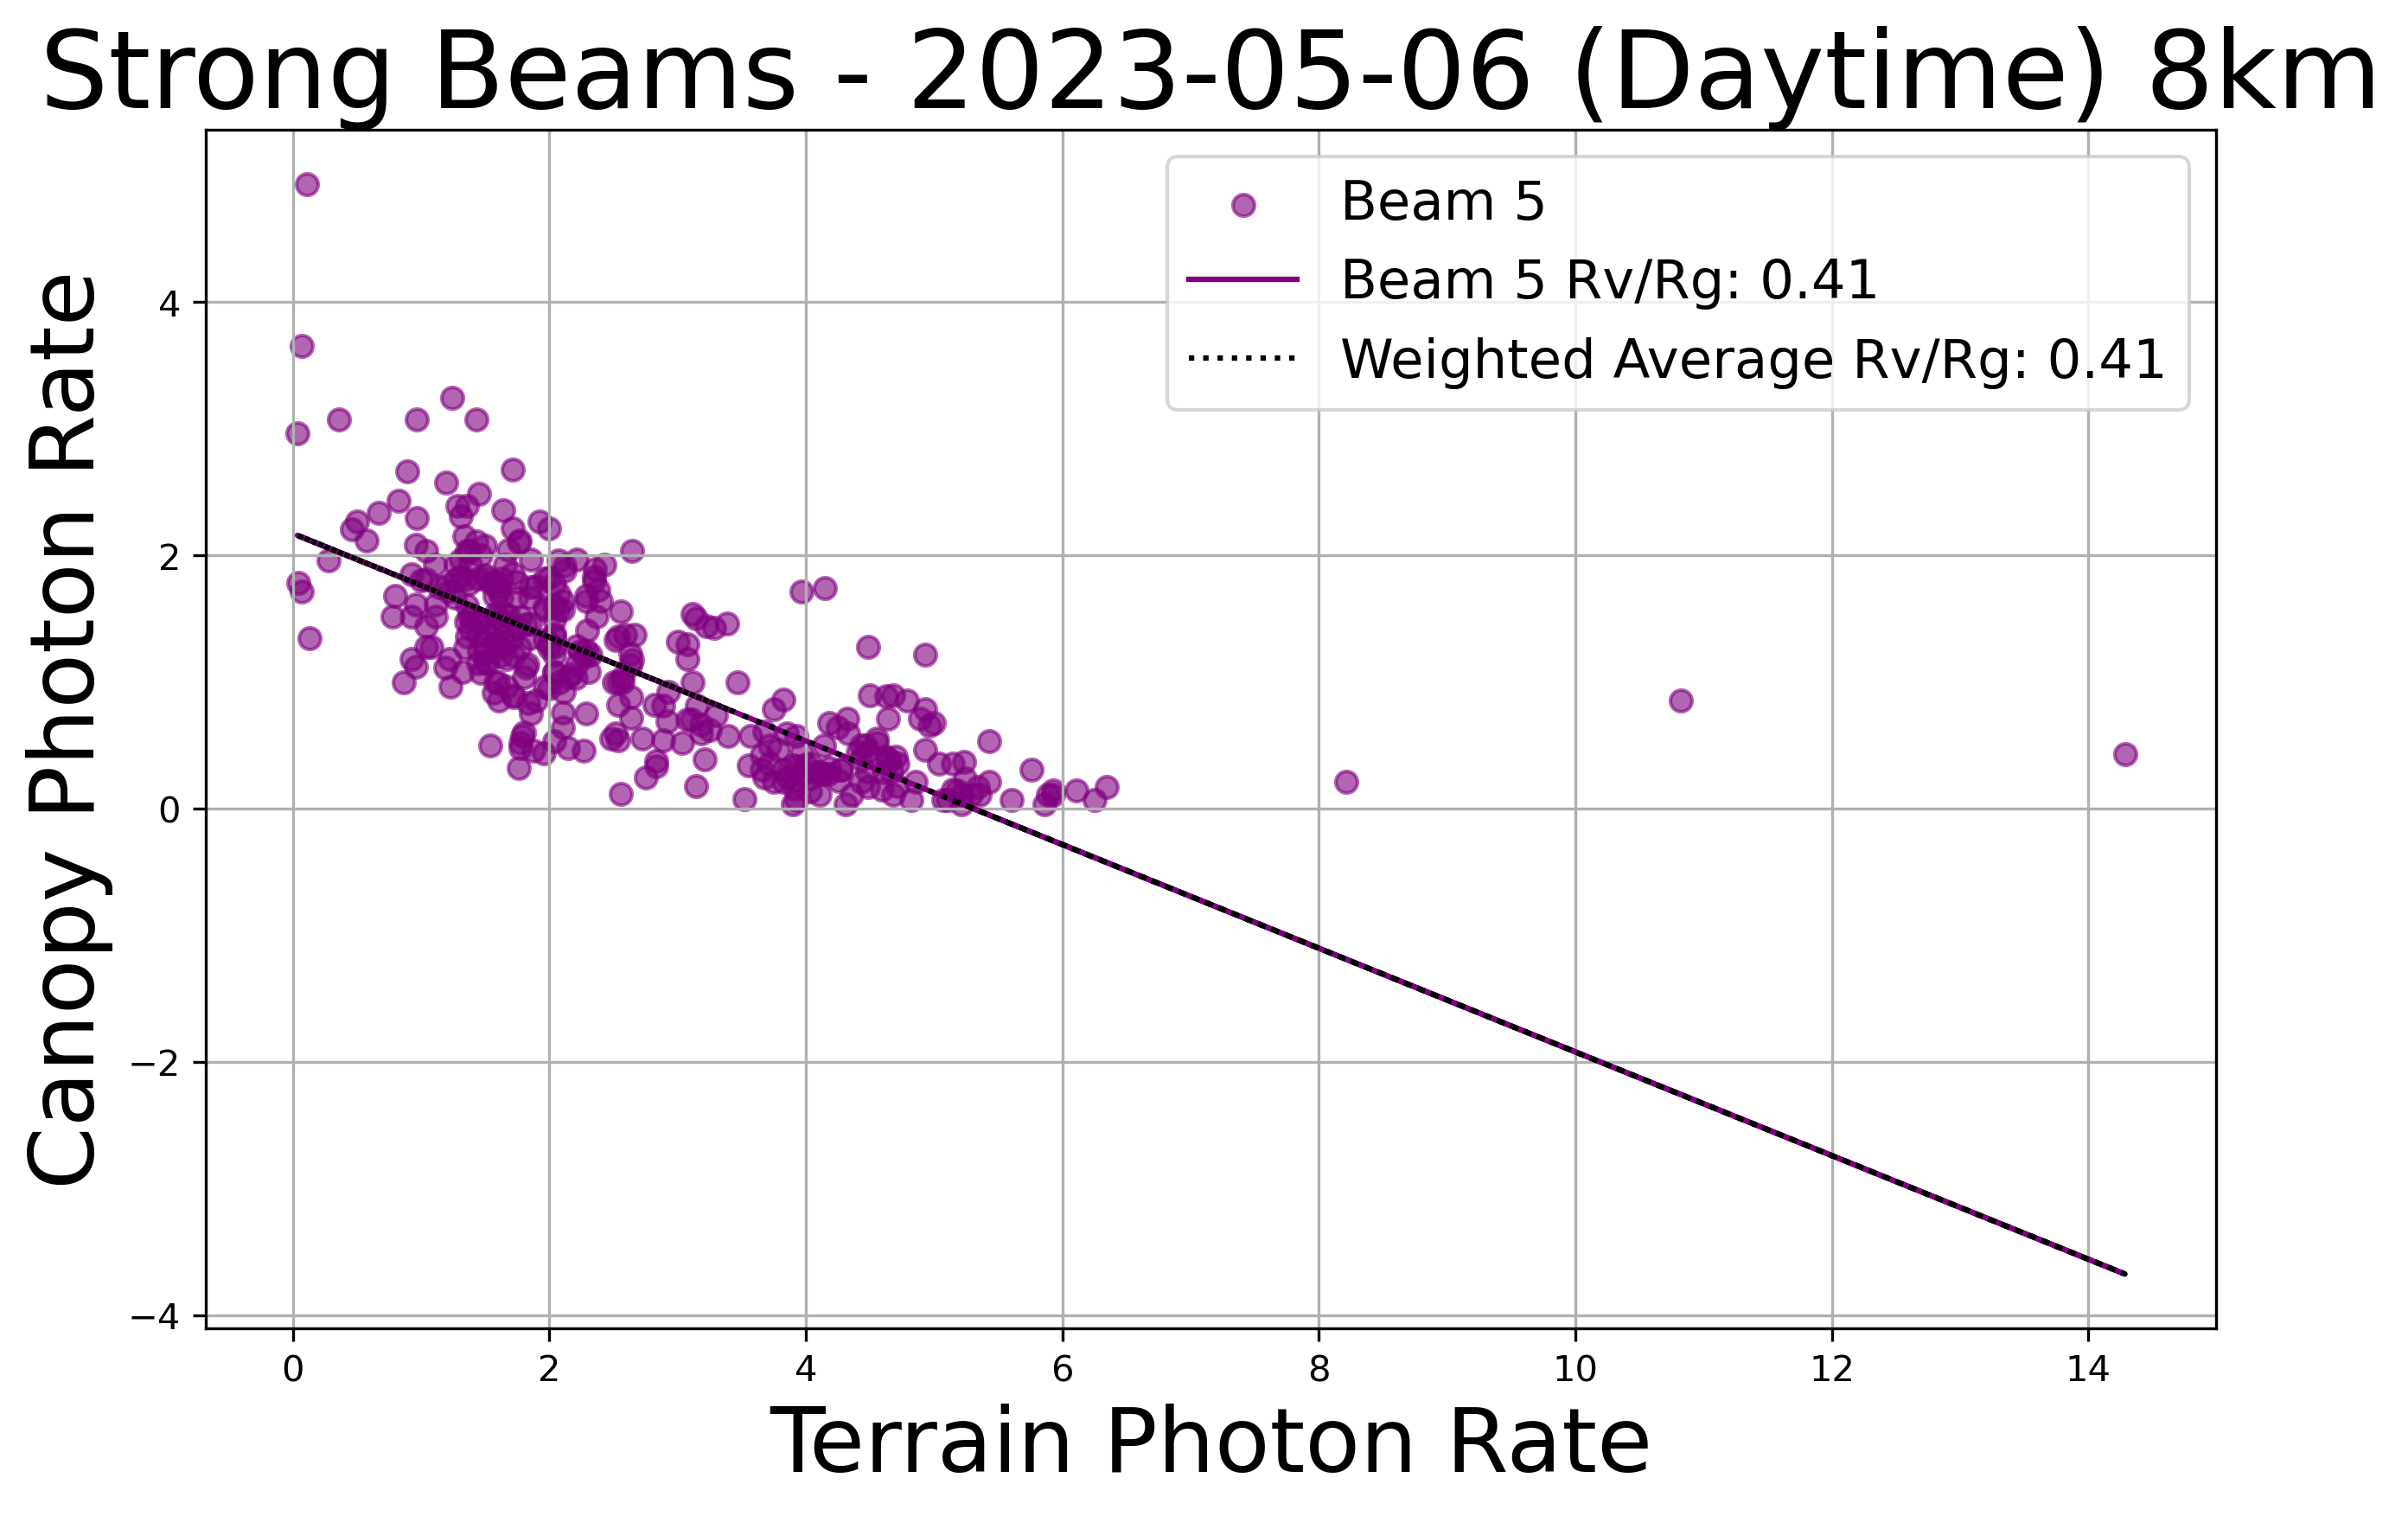 Strong Beams - 2023-05-06 (Daytime) 8km
Beam 5
Beam 5 Rv/Rg: 0.41
Weighted Average Rv/Rg: 0.41
Canopy Photon Rate
4
2
0
−2
−4
0 2 4 6 8 10 12 14
Terrain Photon Rate